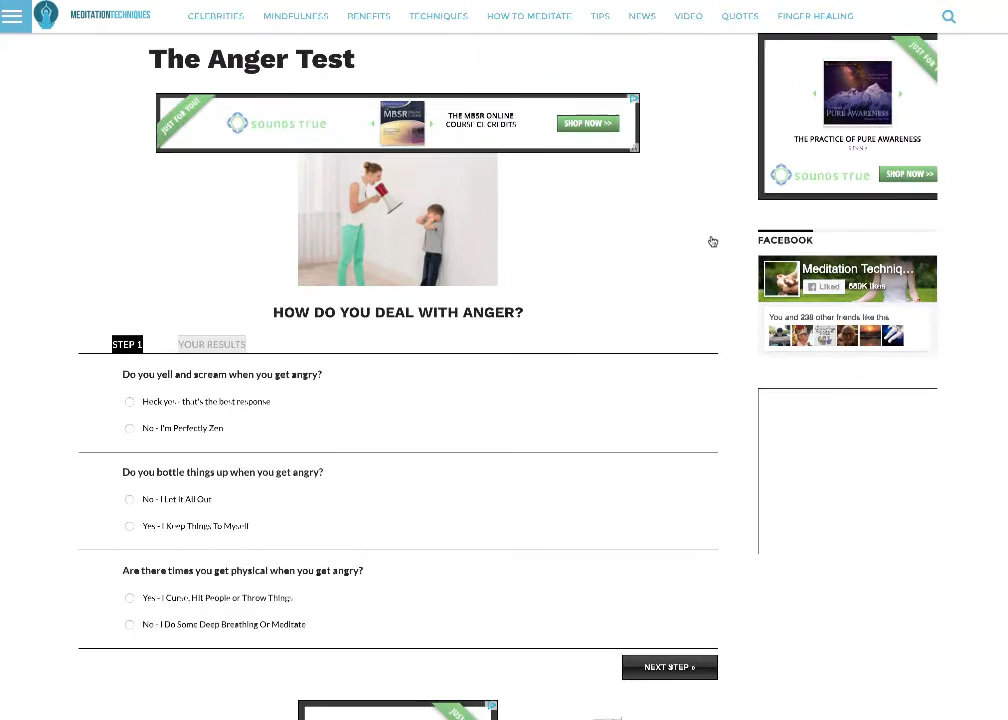 MEDITATIONTECHNIQUES
CELEBRITIES MINDFULNESS BENEFITS TECHNIQUES HOW TO MEDITATE TIPS NEWS VIDEO QUOTES FINGER HEALING
The Anger Test
JUST FOR YOU!
sounds true
MBSR
THE MBSR ONLINE
COURSE CE CREDITS
SHOP NOW >>
HOW DO YOU DEAL WITH ANGER?
STEP 1 YOUR RESULTS
Do you yell and scream when you get angry?
Heck yes - that's the best response
No - I'm Perfectly Zen
Do you bottle things up when you get angry?
No - I Let It All Out
Yes - I Keep Things To Myself
Are there times you get physical when you get angry?
Yes - I Curse, Hit People or Throw Things
No - I Do Some Deep Breathing Or Meditate
NEXT STEP »
JUST FOR
PURE AWARENESS
THE PRACTICE OF PURE AWARENESS
sounds true
SHOP NOW >>
FACEBOOK
Meditation Techniq...
Liked
You and 238 other friends like this